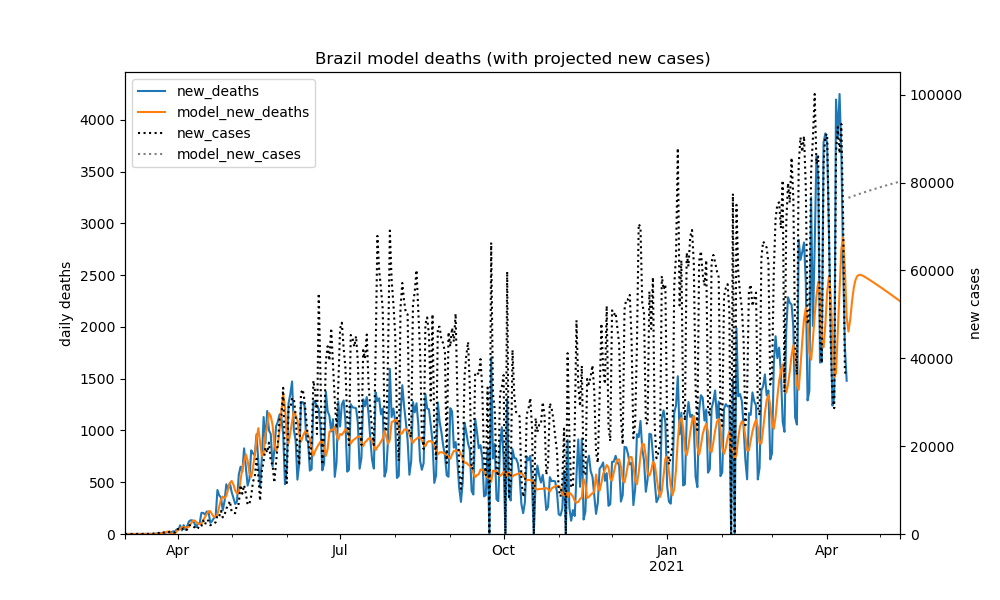 Brazil model deaths (with projected new cases)
new_deaths
model_new_deaths
new_cases
model_new_cases
daily deaths
4000
3500
3000
2500
2000
1500
1000
500
0
100000
80000
60000
40000
20000
0
new cases
Apr
Jul
Oct
Jan
2021
Apr